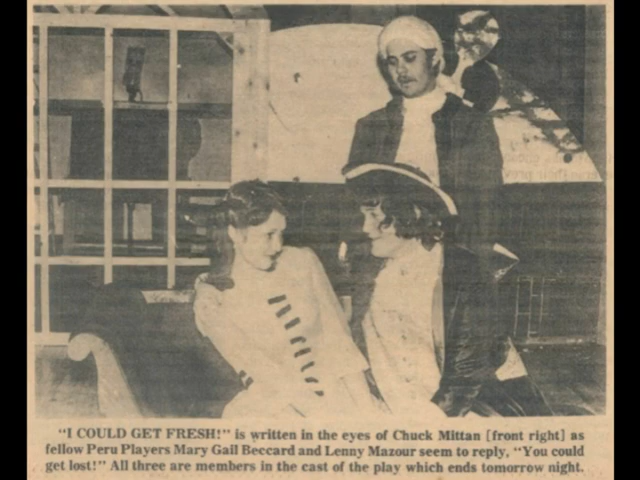 "I COULD GET FRESH!" is written in the eyes of Chuck Mittan [front right] as
fellow Peru Players Mary Gail Beccard and Lenny Mazour seem to reply, "You could
get lost!" All three are members in the cast of the play which ends tomorrow night.